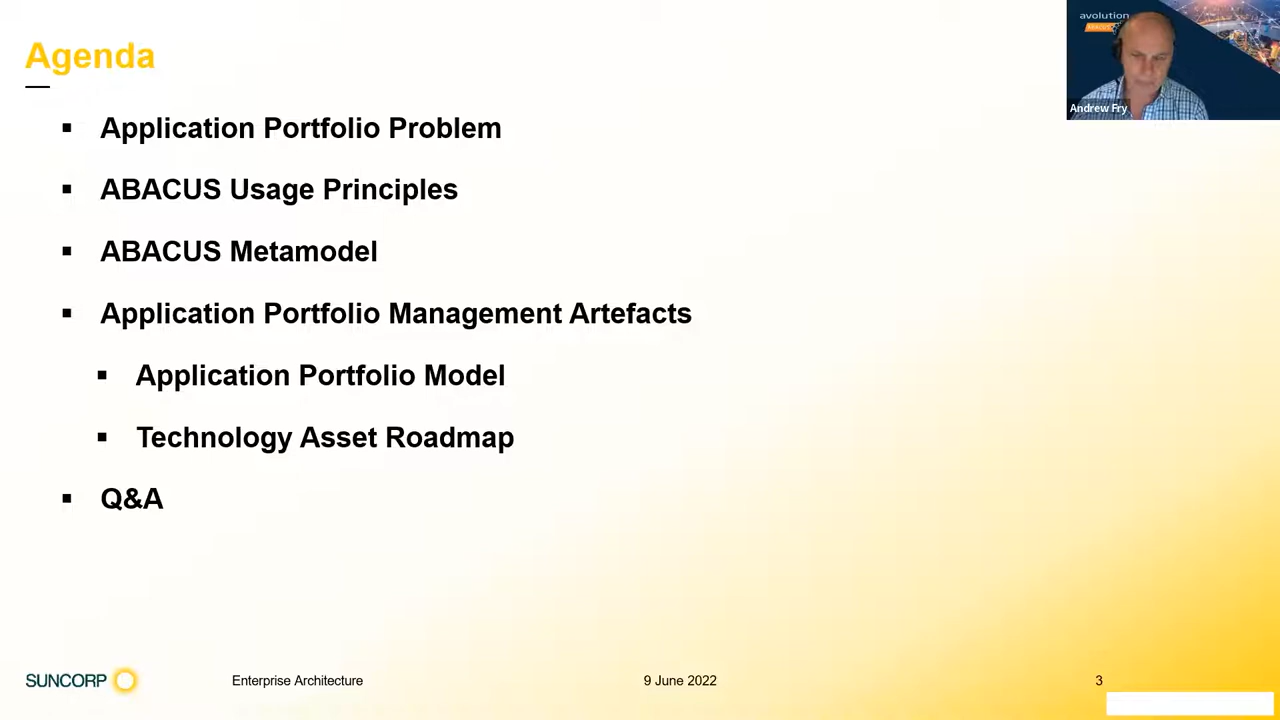 Agenda
▪ Application Portfolio Problem
▪ ABACUS Usage Principles
▪ ABACUS Metamodel
▪ Application Portfolio Management Artefacts
▪ Application Portfolio Model
▪ Technology Asset Roadmap
▪ Q&A
avolution
ABACUS
Andrew Fry
SUNCORP
Enterprise Architecture
9 June 2022
3